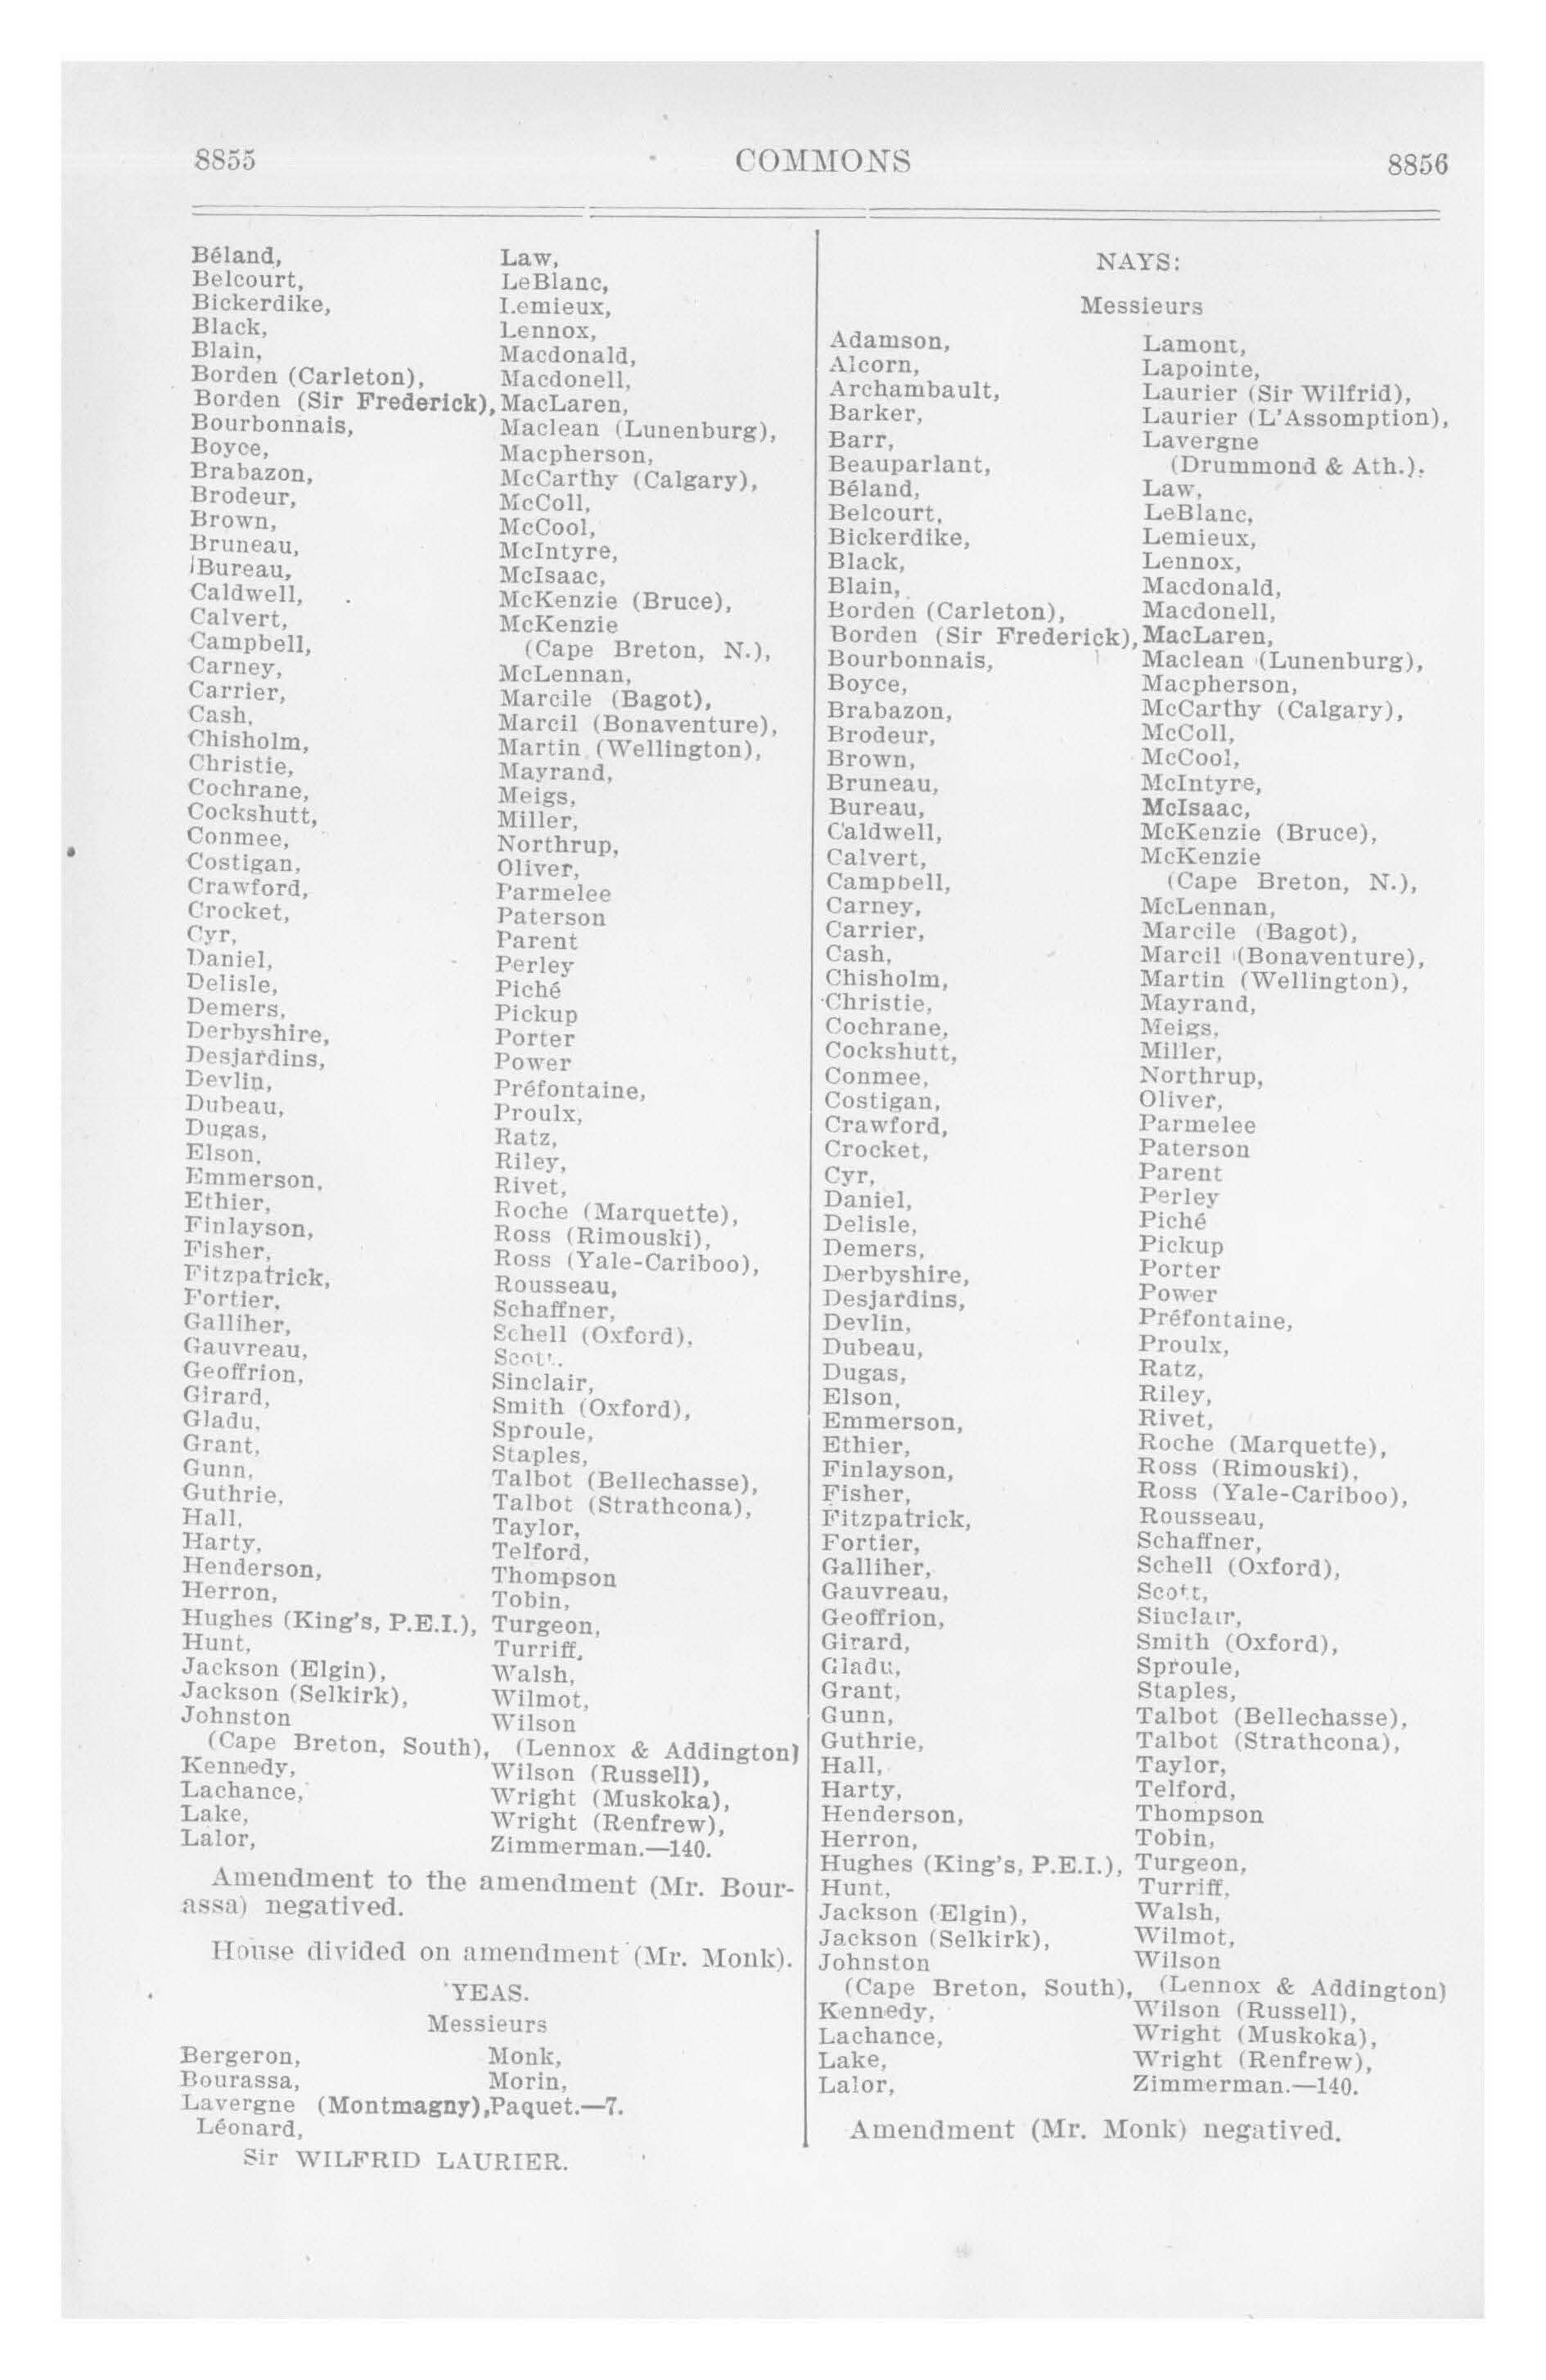 8855
COMMONS
8856
Béland,
Belcourt,
Bickerdike,
Black,
Blain,
Borden (Carleton),
Borden (Sir Frederick),
Bourbonnais,
Boyce,
Brabazon,
Brodeur,
Brown,
Bruneau,
Bureau,
Caldwell,
Calvert,
Campbell,
Carney,
Carrier,
Cash,
Chisholm,
Christie,
Cochrane,
Cockshutt,
Conmee,
Costigan,
Crawford,
Crocket,
Cyr,
Daniel,
Delisle,
Demers,
Derbyshire,
Desjardins,
Devlin,
Dubeau,
Dugas,
Elson,
Emmerson,
Ethier,
Finlayson,
Fisher,
Fitzpatrick,
Fortier,
Galliher,
Gauvreau,
Geoffrion,
Girard,
Gladu,
Grant,
Gunn,
Guthrie,
Hall,
Harty,
Henderson,
Herron,
Hughes (King's, P.E.I.),
Hunt,
Jackson (Elgin),
Jackson (Selkirk),
Johnston
(Cape Breton, South),
Kennedy,
Lachance,
Lake,
Lalor,
Law,
LeBlanc,
Lemieux,
Lennox,
Macdonald,
Macdonell,
MacLaren,
Maclean (Lunenburg),
Macpherson,
McCarthy (Calgary),
McColl,
McCool,
McIntyre,
McIsaac,
McKenzie (Bruce),
McKenzie
(Cape Breton, N.),
McLennan,
Marcile (Bagot),
Marcil (Bonaventure),
Martin (Wellington),
Mayrand,
Meigs,
Miller,
Northrup,
Oliver,
Parmelee
Paterson
Parent
Perley
Piché
Pickup
Porter
Power
Préfontaine,
Proulx,
Ratz,
Riley,
Rivet,
Roche (Marquette),
Ross (Rimouski),
Ross (Yale-Cariboo),
Rousseau,
Schaffner,
Schell (Oxford),
Scott,
Sinclair,
Smith (Oxford),
Sproule,
Staples,
Talbot (Bellechasse),
Talbot (Strathcona),
Taylor,
Telford,
Thompson
Tobin,
Turgeon,
Turriff,
Walsh,
Wilmot,
Wilson
(Lennox & Addington)
Wilson (Russell),
Wright (Muskoka),
Wright (Renfrew),
Zimmerman.—140.
Amendment to the amendment (Mr. Bour-
assa) negatived.
House divided on amendment (Mr. Monk).
YEAS.
Messieurs
Bergeron,
Bourassa,
Lavergne (Montmagny),
Léonard,
Monk,
Morin,
Paquet.—7.
Sir WILFRID LAURIER.
NAYS:
Messieurs
Adamson,
Alcorn,
Archambault,
Barker,
Barr,
Beauparlant,
Béland,
Belcourt,
Bickerdike,
Black,
Blain,
Borden (Carleton),
Borden (Sir Frederick),
Bourbonnais,
Boyce,
Brabazon,
Brodeur,
Brown,
Bruneau,
Bureau,
Caldwell,
Calvert,
Campbell,
Carney,
Carrier,
Cash,
Chisholm,
Christie,
Cochrane,
Cockshutt,
Conmee,
Costigan,
Crawford,
Crocket,
Cyr,
Daniel,
Delisle,
Demers,
Derbyshire,
Desjardins,
Devlin,
Dubeau,
Dugas,
Elson,
Emmerson,
Ethier,
Finlayson,
Fisher,
Fitzpatrick,
Fortier,
Galliher,
Gauvreau,
Geoffrion,
Girard,
Gladu,
Grant,
Gunn,
Guthrie,
Hall,
Harty,
Henderson,
Herron,
Hughes (King's, P.E.I.),
Hunt,
Jackson (Elgin),
Jackson (Selkirk),
Johnston
(Cape Breton, South),
Kennedy,
Lachance,
Lake,
Lalor,
Lamont,
Lapointe,
Laurier (Sir Wilfrid),
Laurier (L'Assomption),
Lavergne
(Drummond & Ath.),
Law,
LeBlanc,
Lemieux,
Lennox,
Macdonald,
Macdonell,
MacLaren,
Maclean (Lunenburg),
Macpherson,
McCarthy (Calgary),
McColl,
McCool,
McIntyre,
McIsaac,
McKenzie (Bruce),
McKenzie
(Cape Breton, N.),
McLennan,
Marcile (Bagot),
Marcil (Bonaventure),
Martin (Wellington),
Mayrand,
Meigs,
Miller,
Northrup,
Oliver,
Parmelee
Paterson
Parent
Perley
Piché
Pickup
Porter
Power
Préfontaine,
Proulx,
Ratz,
Riley,
Rivet,
Roche (Marquette),
Ross (Rimouski),
Ross (Yale-Cariboo),
Rousseau,
Schaffner,
Schell (Oxford),
Scott,
Sinclair,
Smith (Oxford),
Sproule,
Staples,
Talbot (Bellechasse),
Talbot (Strathcona),
Taylor,
Telford,
Thompson
Tobin,
Turgeon,
Turriff,
Walsh,
Wilmot,
Wilson
(Lennox & Addington)
Wilson (Russell),
Wright (Muskoka),
Wright (Renfrew),
Zimmerman.—140.
Amendment (Mr. Monk) negatived.